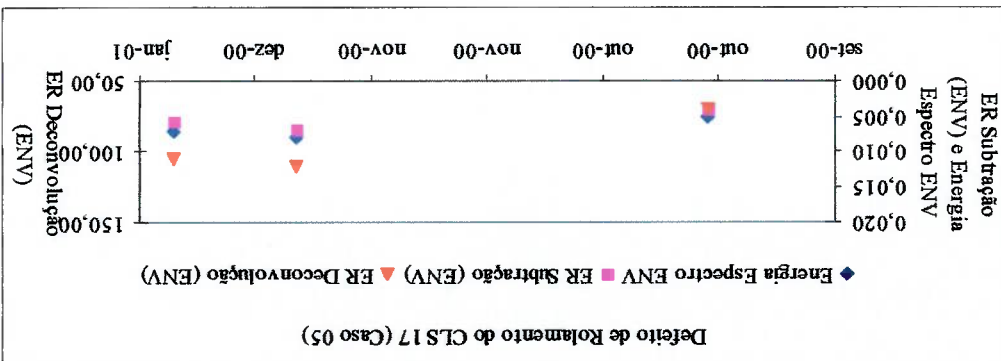 Defeito de Rolamento do CLS17 (Caso 05)
Energia Espectro ENV ER Subtração (ENV) ER Deconvolução (ENV)
ER Subtração
(ENV) e Energia
Espectro ENV
0,020
0,015
0,010
0,005
0,000
150,00
100,00
50,00
ER Deconvolução
(ENV)
set-00 out-00 out-00 nov-00 nov-00 dez-00 jan-01